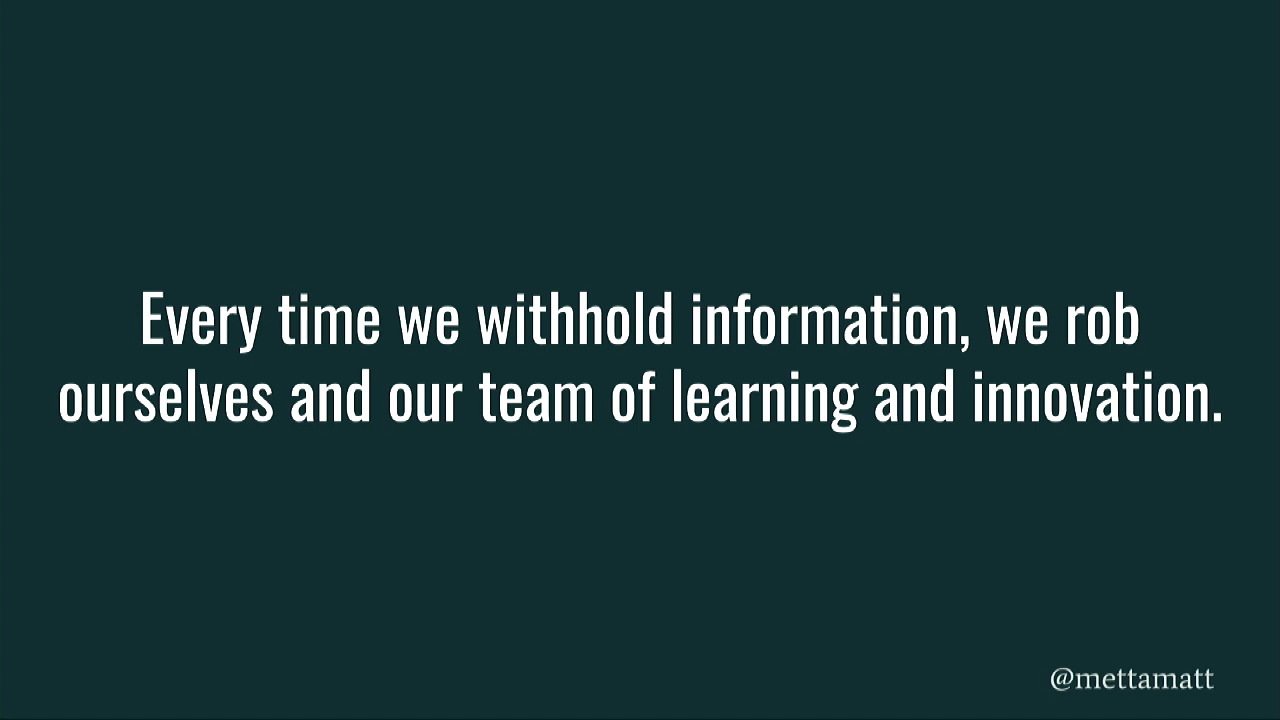 Every time we withhold information, we rob
ourselves and our team of learning and innovation.
@mettamatt